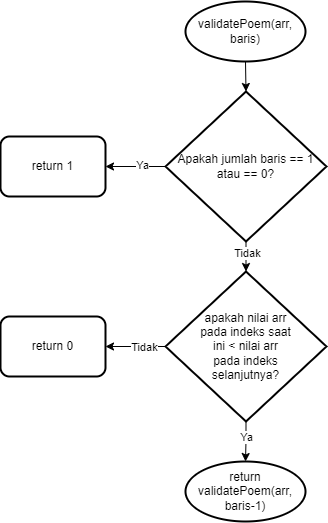 validatePoem(arr,
baris)
Apakah jumlah baris == 1
atau == 0?
Ya
return 1
Tidak
apakah nilai arr
pada indeks saat
ini < nilai arr
pada indeks
selanjutnya?
Tidak
return 0
Ya
return
validatePoem(arr,
baris-1)